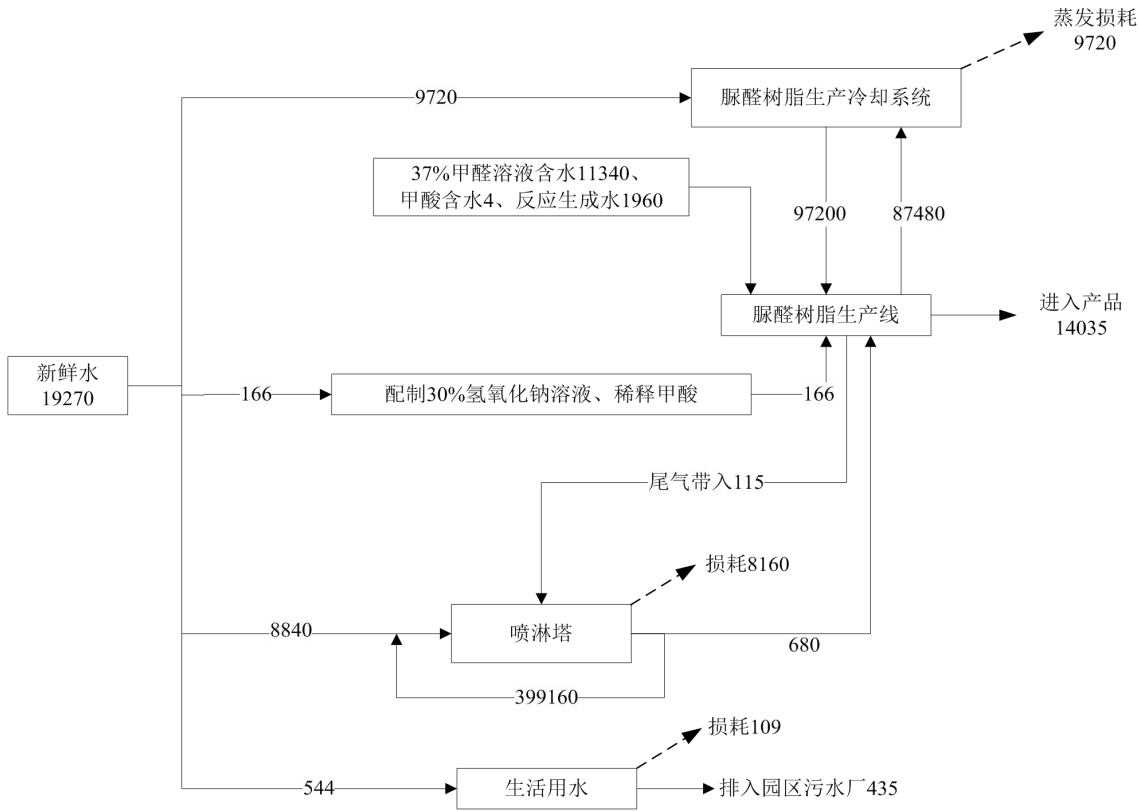 蒸发损耗
9720
9720
脲醛树脂生产冷却系统
37%甲醛溶液含水11340、
甲酸含水4、反应生成水1960
97200
87480
脲醛树脂生产线
进入产品
14035
新鲜水
19270
166
配制30%氢氧化钠溶液、稀释甲酸
166
尾气带入115
损耗8160
8840
喷淋塔
680
399160
损耗109
544
生活用水
排入园区污水厂435